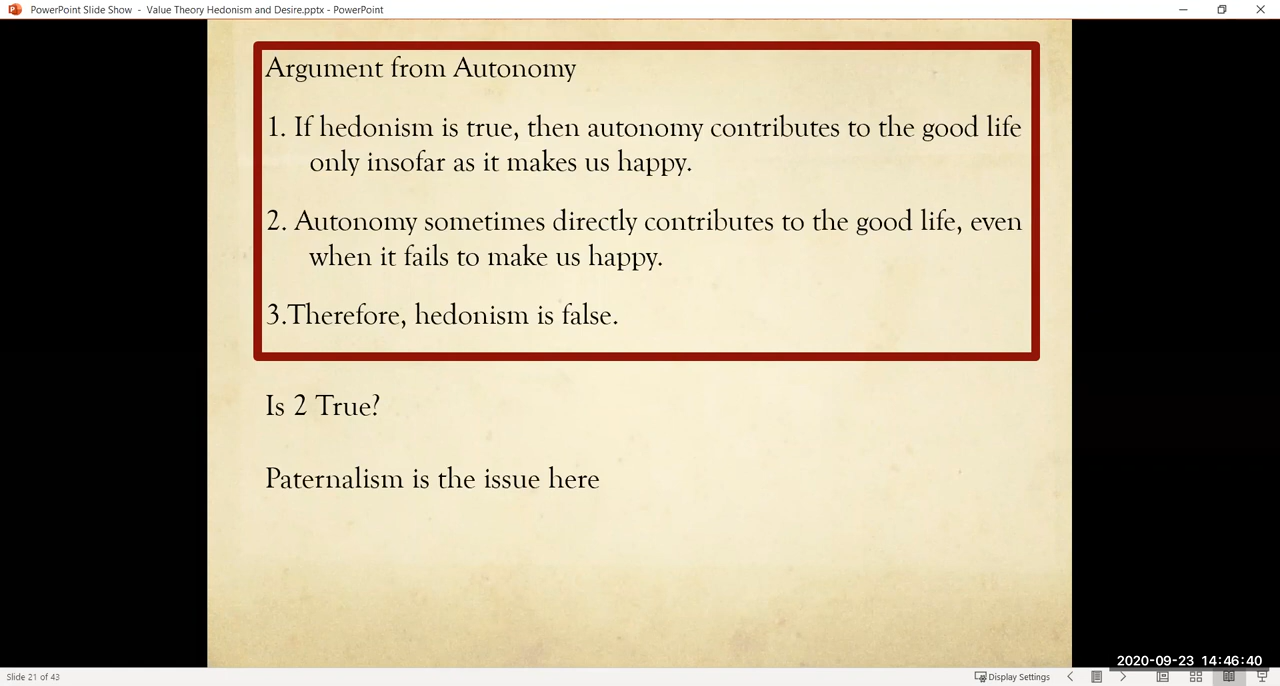 PowerPoint Slide Show - Value Theory Hedonism and Desire.pptx - PowerPoint
Argument from Autonomy
1. If hedonism is true, then autonomy contributes to the good life
only insofar as it makes us happy.
2. Autonomy sometimes directly contributes to the good life, even
when it fails to make us happy.
3.Therefore, hedonism is false.
Is 2 True?
Paternalism is the issue here
2020-09-23 14:46:40
Slide 21 of 43
Display Settings